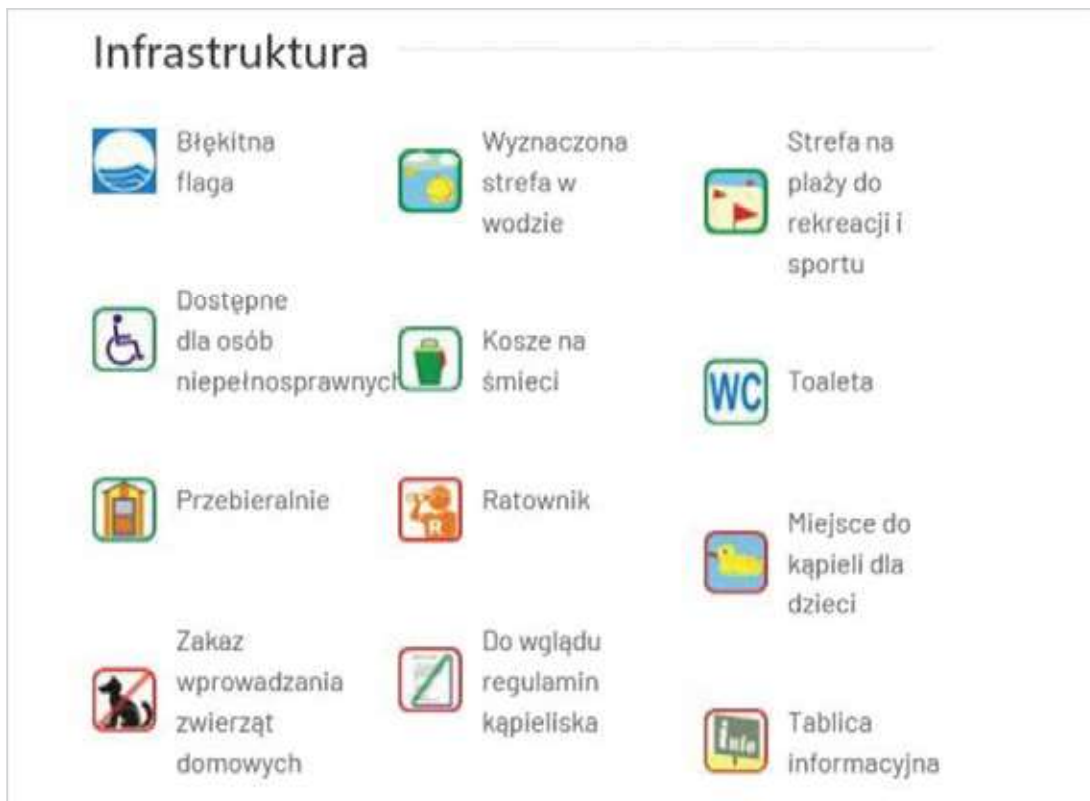 Infrastruktura
Błękitna
flaga
Wyznaczona
strefa w
wodzie
Strefa na
plaży do
rekreacji i
sportu
Dostępne
dla osób
niepełnosprawnych
Kosze na
śmieci
WC
Toaleta
Przebieralnie
R
Ratownik
Miejsce do
kąpieli dla
dzieci
Zakaz
wprowadzania
zwierząt
domowych
Do wglądu
regulamin
kąpieliska
info
Tablica
informacyjna